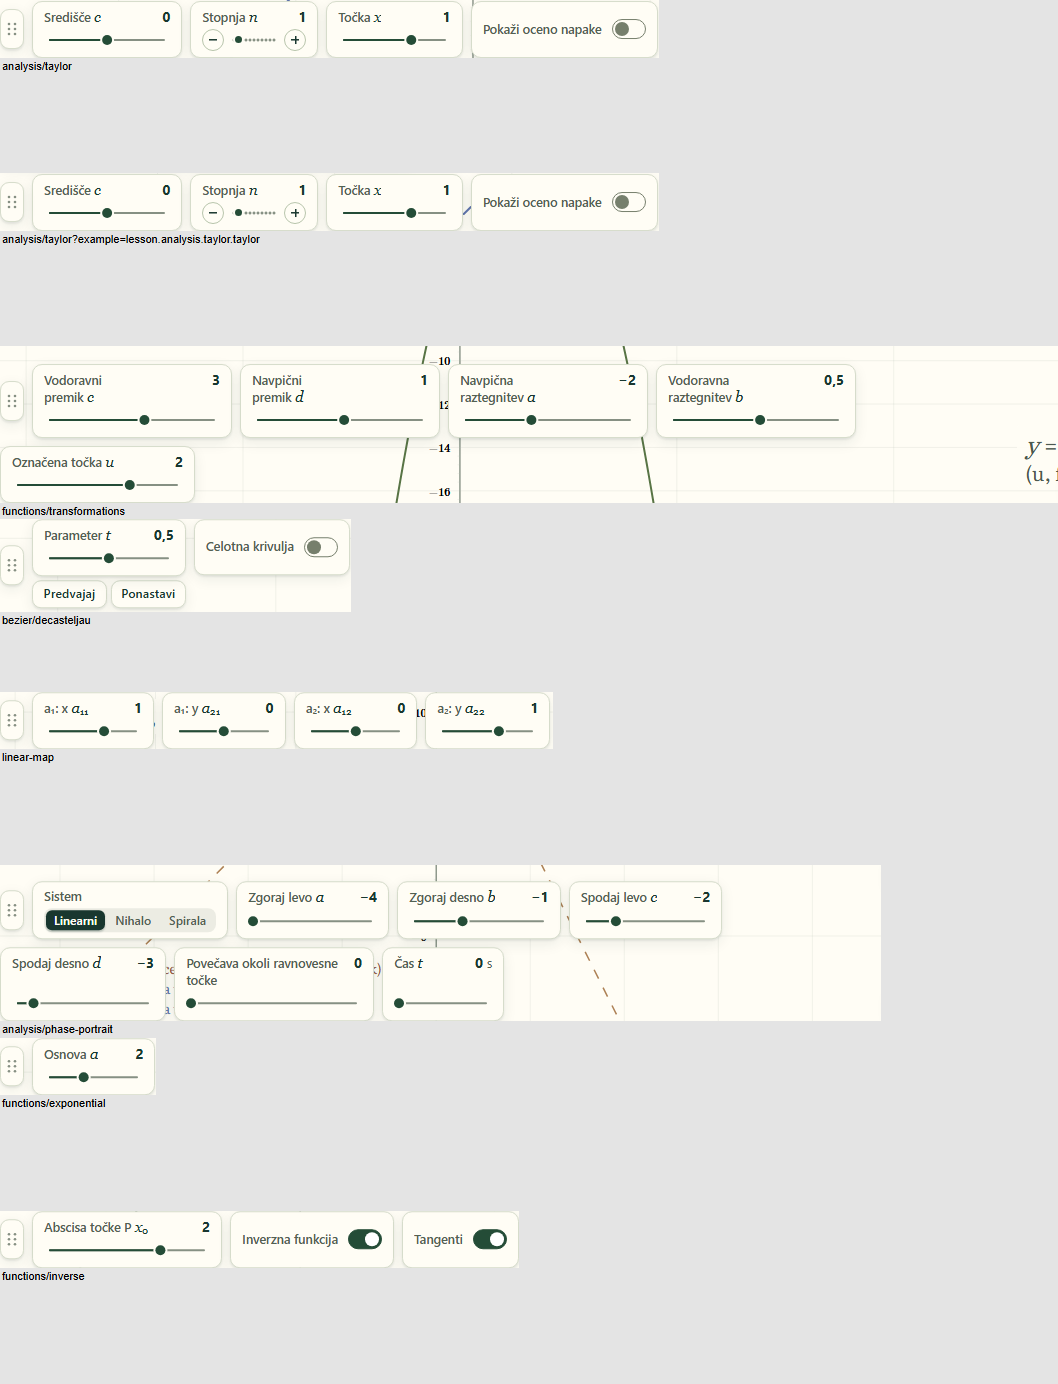 Središče c 0 Stopnja n 1 Točka x 1 Pokaži oceno napake
analysis/taylor
Središče c 0 Stopnja n 1 Točka x 1 Pokaži oceno napake
analysis/taylor?example=lesson.analysis.taylor.taylor
−10
Vodoravni premik c 3 Navpični premik d 1 Navpična raztegnitev a −2 Vodoravna raztegnitev b 0,5
12
−14
y =
(u, f
Označena točka u 2
−16
functions/transformations
Parameter t 0,5 Celotna krivulja
Predvajaj Ponastavi
bezier/decasteljau
a₁: x a₁₁ 1 a₁: y a₂₁ 0 a₂: x a₁₂ 0 10 a₂: y a₂₂ 1
linear-map
Sistem Zgoraj levo a −4 Zgoraj desno b −1 Spodaj levo c −2
Linearni Nihalo Spirala
Spodaj desno d −3 Povečava okoli ravnovesne točke 0 Čas t 0 s
analysis/phase-portrait
Osnova a 2
functions/exponential
Abscisa točke P x₀ 2 Inverzna funkcija Tangenti
functions/inverse